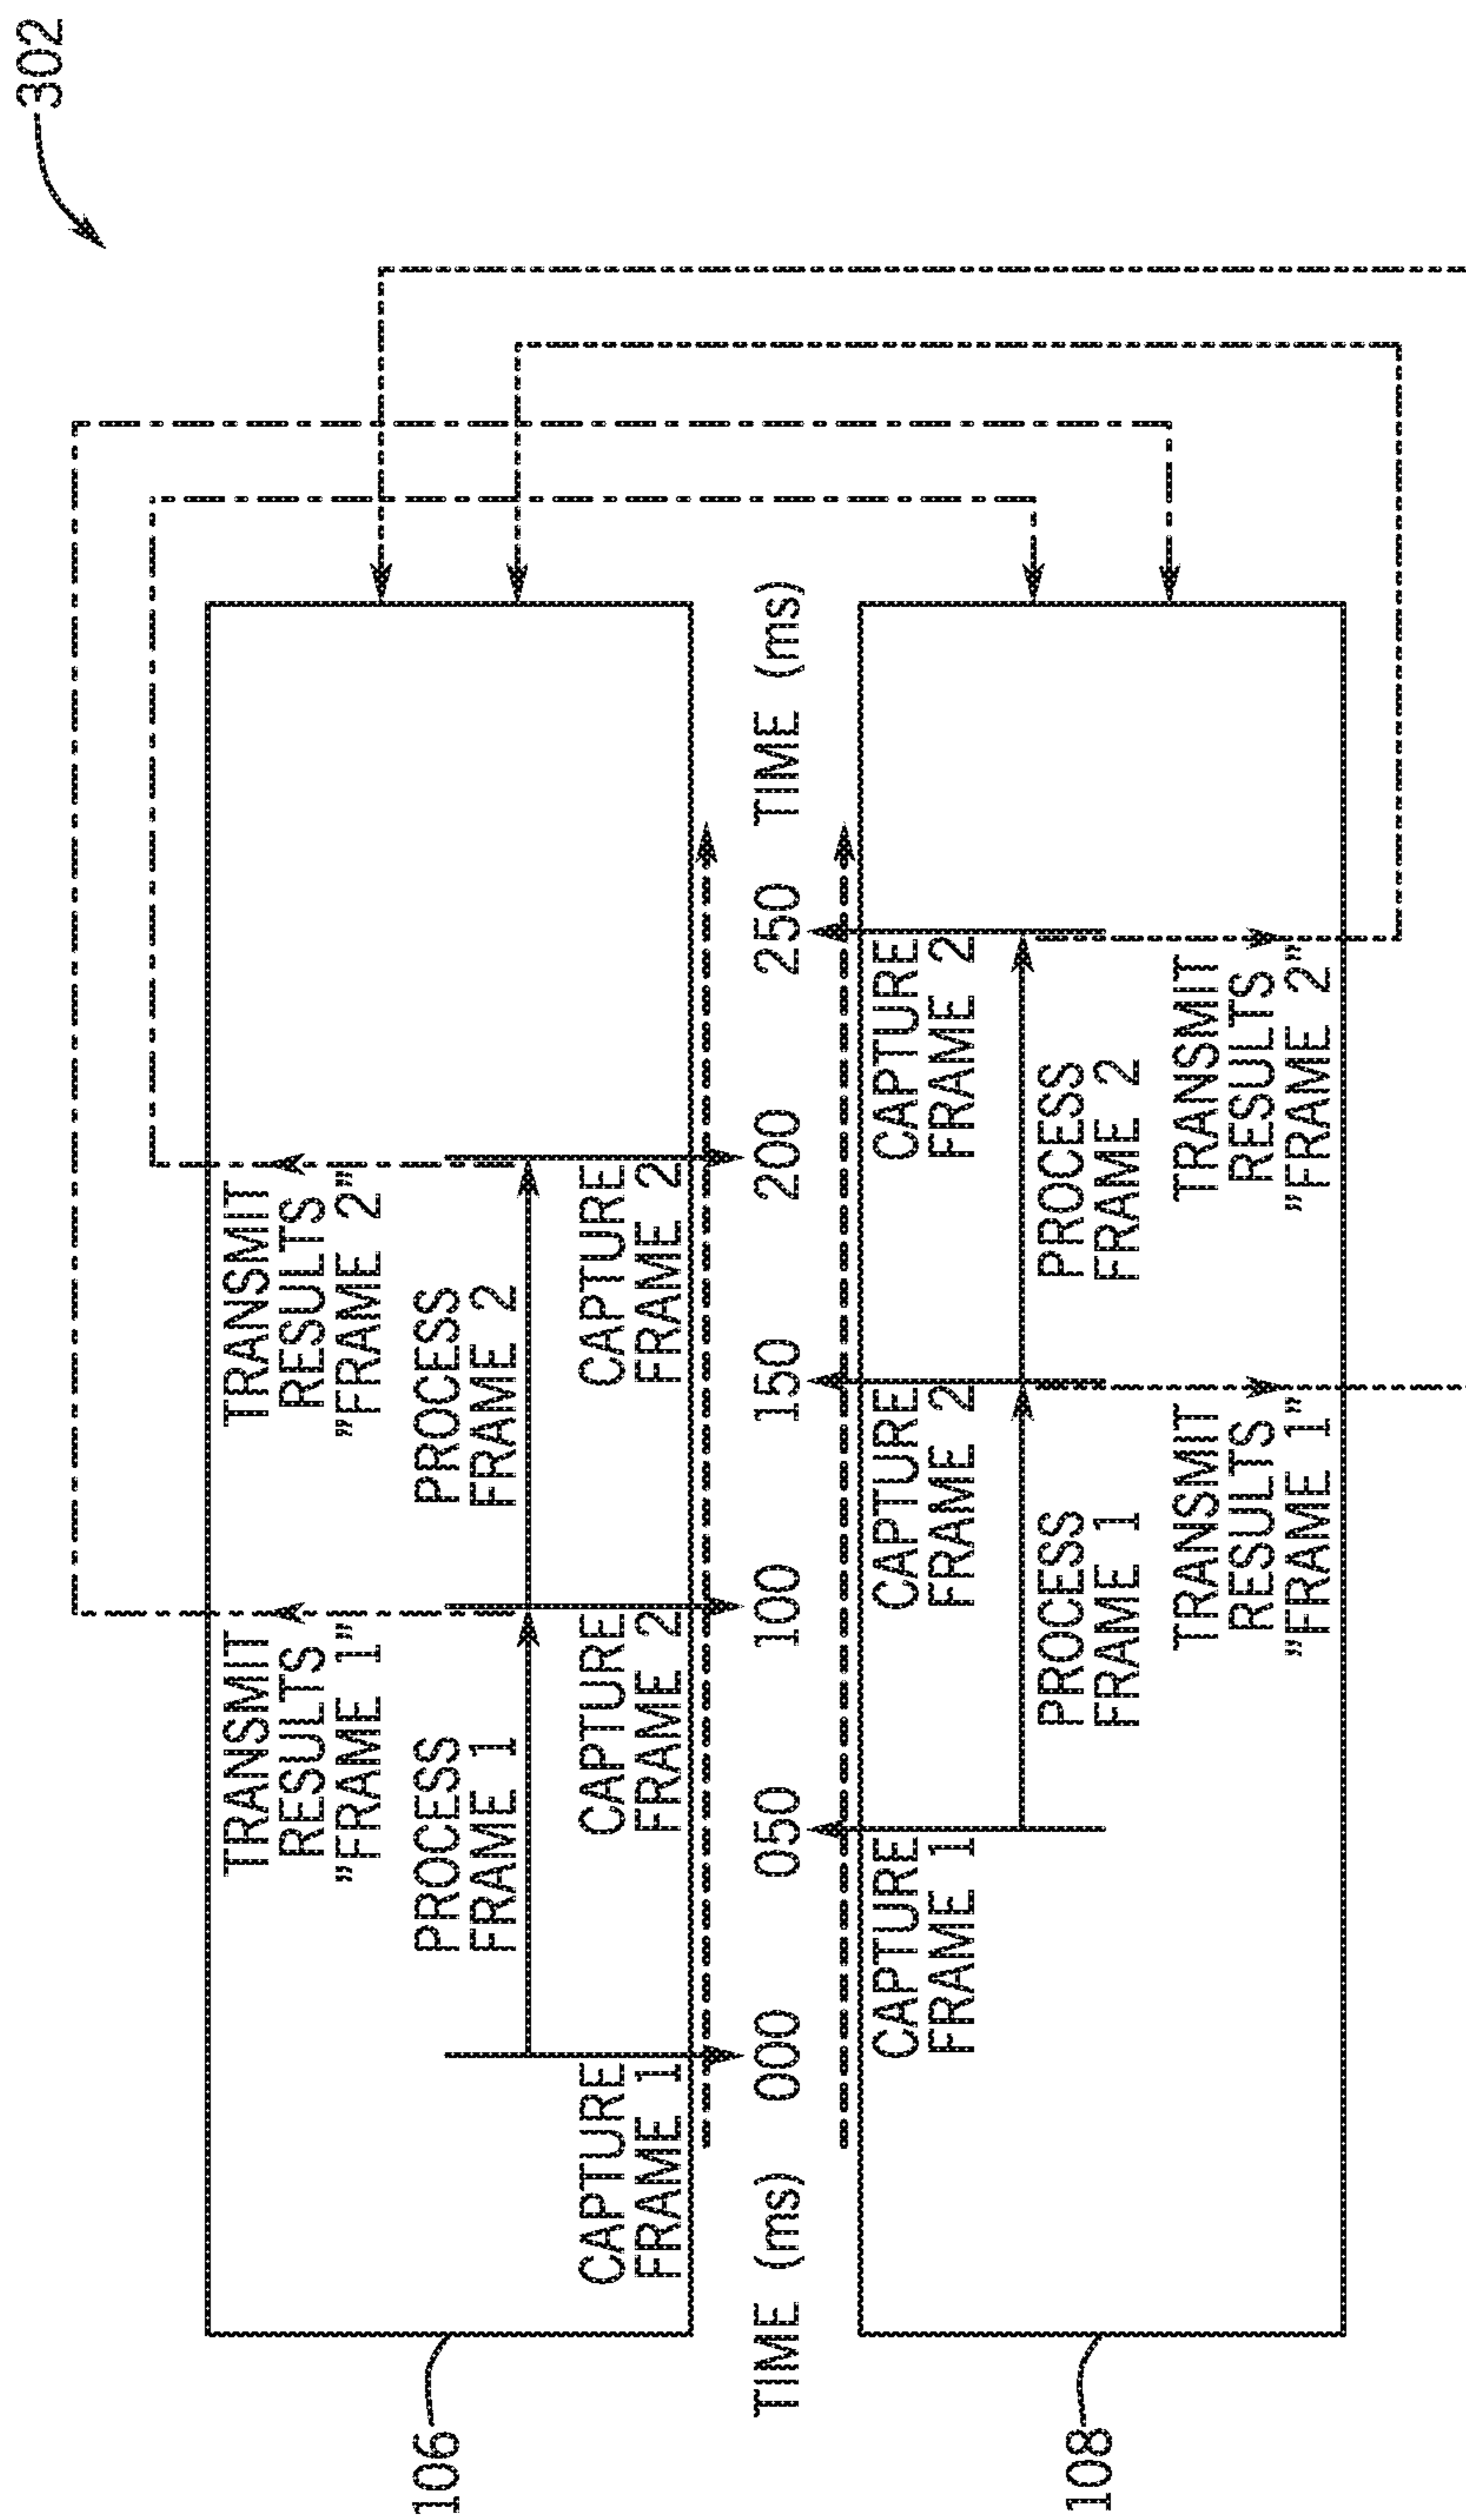 302
106
TRANSMIT
RESULTS
"FRAME 1"
TRANSMIT
RESULTS
"FRAME 2"
PROCESS
FRAME 1
PROCESS
FRAME 2
CAPTURE
FRAME 1
CAPTURE
FRAME 2
CAPTURE
FRAME 2
TIME (ms) 000 050 100 150 200 250 TIME (ms)
108
CAPTURE
FRAME 1
CAPTURE
FRAME 2
CAPTURE
FRAME 2
PROCESS
FRAME 1
PROCESS
FRAME 2
TRANSMIT
RESULTS
"FRAME 1"
TRANSMIT
RESULTS
"FRAME 2"